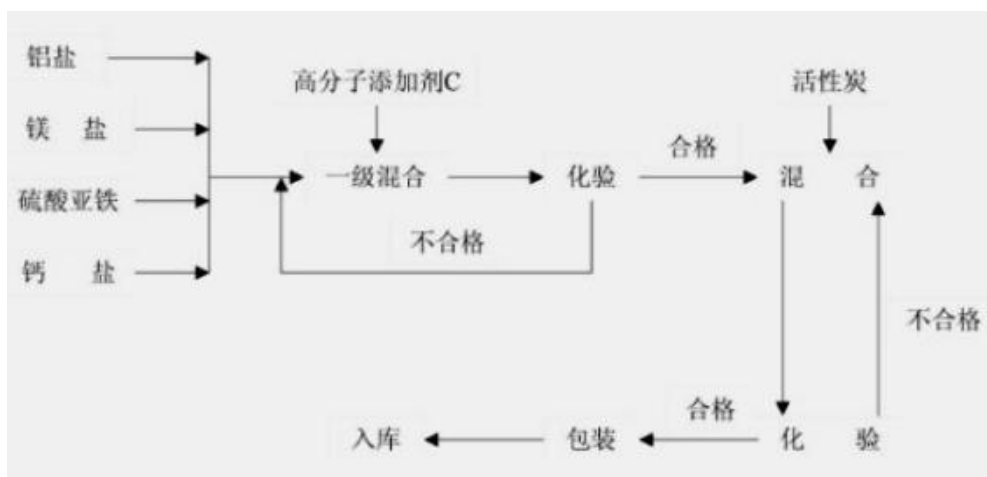 铝盐
高分子添加剂C
活性炭
镁 盐
合格
一级混合
化验
混 合
硫酸亚铁
不合格
钙 盐
不合格
合格
入库
包装
化 验